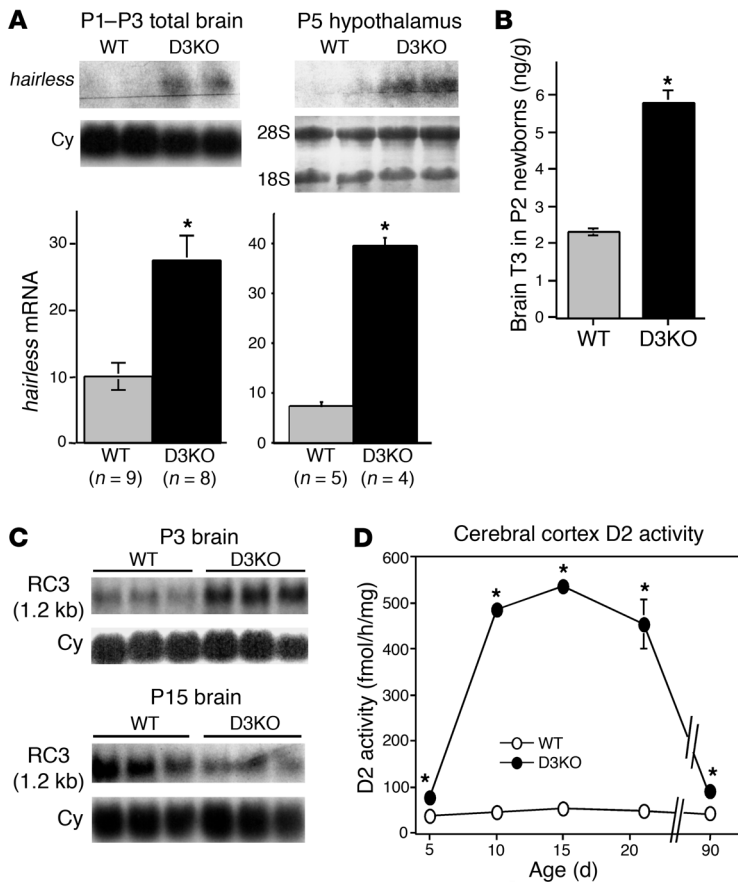 A
P1–P3 total brain
P5 hypothalamus
WT D3KO
WT D3KO
hairless
Cy
28S
18S
hairless mRNA
30
20
10
0
WT
(n = 9)
D3KO
(n = 8)
*
40
30
20
10
0
WT
(n = 5)
D3KO
(n = 4)
*
B
Brain T3 in P2 newborns (ng/g)
6
5
4
3
2
1
0
*
WT D3KO
C
P3 brain
WT D3KO
RC3
(1.2 kb)
Cy
P15 brain
WT D3KO
RC3
(1.2 kb)
Cy
D
Cerebral cortex D2 activity
D2 activity (fmol/h/mg)
600
500
400
300
200
100
0
* * * * *
WT
D3KO
5 10 15 20 90
Age (d)